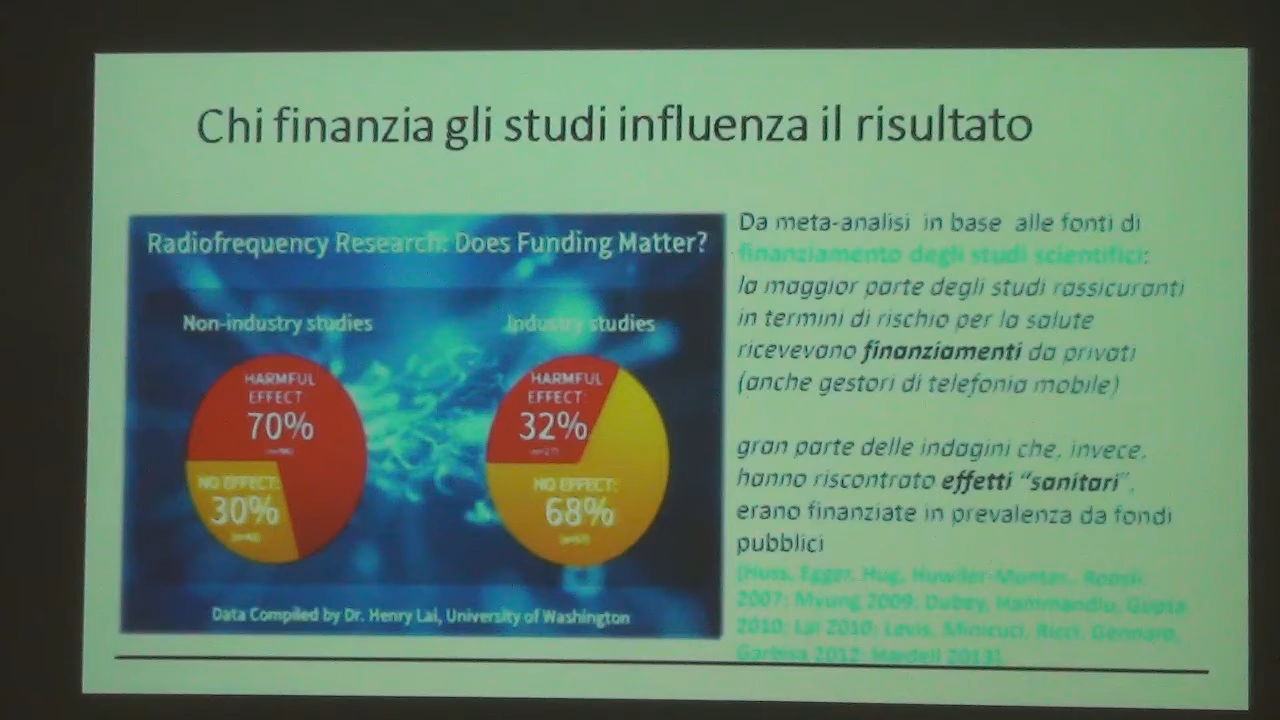 Chi finanzia gli studi influenza il risultato
Radiofrequency Research: Does Funding Matter?
Non-industry studies
Industry studies
HARMFUL
EFFECT
70%
NO EFFECT:
30%
HARMFUL
EFFECT:
32%
NO EFFECT:
68%
Data Compiled by Dr. Henry Lai, University of Washington
Da meta-analisi in base alle fonti di
finanziamento degli studi scientifici:
la maggior parte degli studi rassicuranti
in termini di rischio per la salute
ricevevano finanziamenti da privati
(anche gestori di telefonia mobile)
gran parte delle indagini che, invece,
hanno riscontrato effetti “sanitari”,
erano finanziate in prevalenza da fondi
pubblici
[Huss, Egger, Hug, Huwiler-Munter, Roosli
2007; Myung 2009; Dubey, Hammandlu, Gupta
2010; Lai 2010; Levis, Minicuci, Ricci, Gennaro,
Garbisa 2012; Hardell 2013].